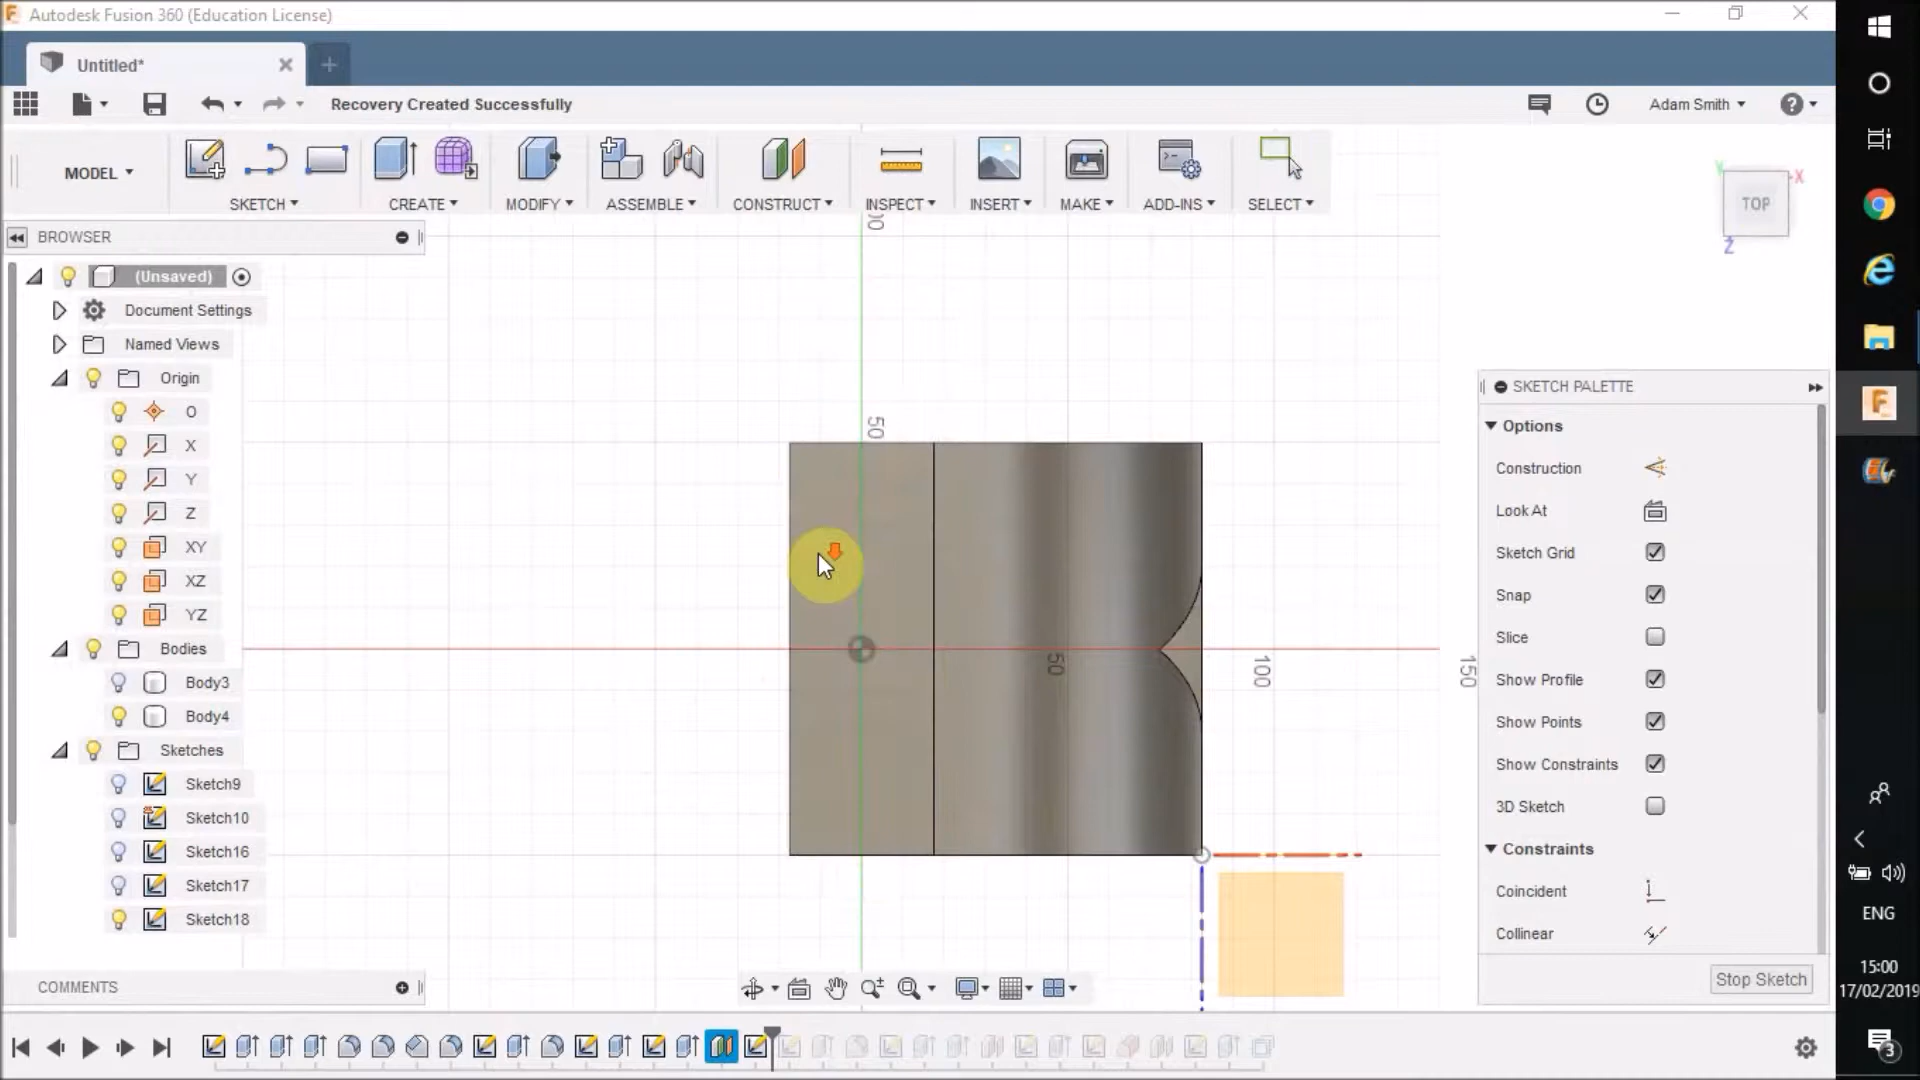 Autodesk Fusion 360 (Education License)
Untitled*
Recovery Created Successfully
Adam Smith
MODEL
SKETCH
CREATE
MODIFY
ASSEMBLE
CONSTRUCT
INSPECT
INSERT
MAKE
ADD-INS
SELECT
BROWSER
(Unsaved)
Document Settings
Named Views
Origin
O
X
Y
Z
XY
XZ
YZ
Bodies
Body3
Body4
Sketches
Sketch9
Sketch10
Sketch16
Sketch17
Sketch18
COMMENTS
50
50
100
150
Y
X
TOP
Z
SKETCH PALETTE
Options
Construction
Look At
Sketch Grid
Snap
Slice
Show Profile
Show Points
Show Constraints
3D Sketch
Constraints
Coincident
Collinear
Stop Sketch
ENG
15:00
17/02/2019
3